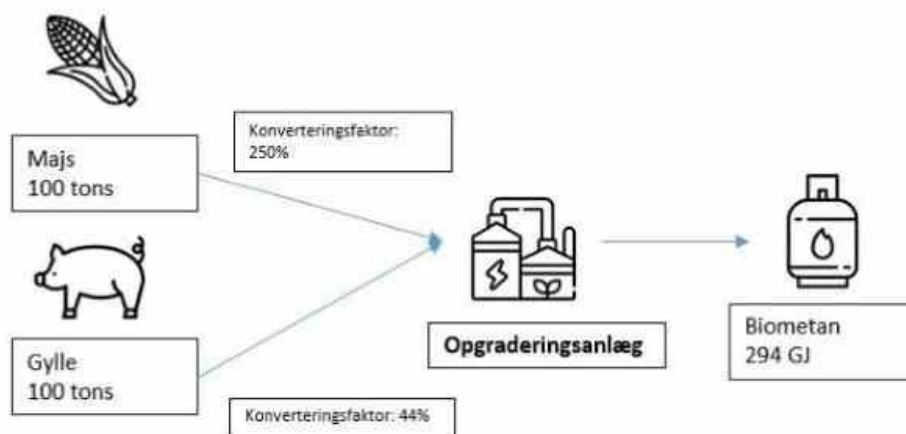 Konverteringsfaktor:
250%
Majs
100 tons
Opgraderingsanlæg
Biometan
294 GJ
Gylle
100 tons
Konverteringsfaktor: 44%